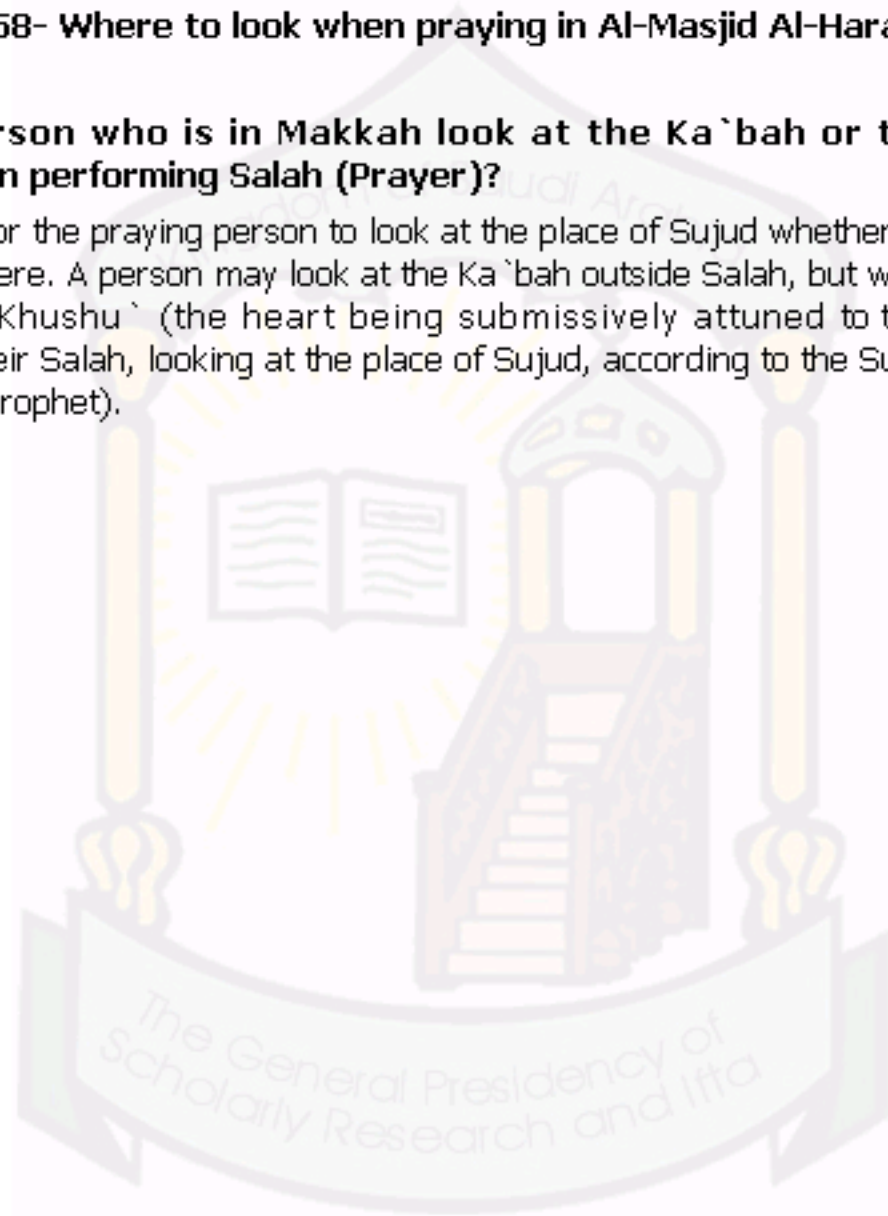 58- Where to look when praying in Al-Masjid Al-Hara
rson who is in Makkah look at the Ka`bah or t
n performing Salah (Prayer)?
or the praying person to look at the place of Sujud whether
ere. A person may look at the Ka`bah outside Salah, but w
Khushu` (the heart being submissively attuned to t
eir Salah, looking at the place of Sujud, according to the Su
rophet).
Kingdom of Saudi Arabia
The General Presidency of
Scholarly Research and Ifta